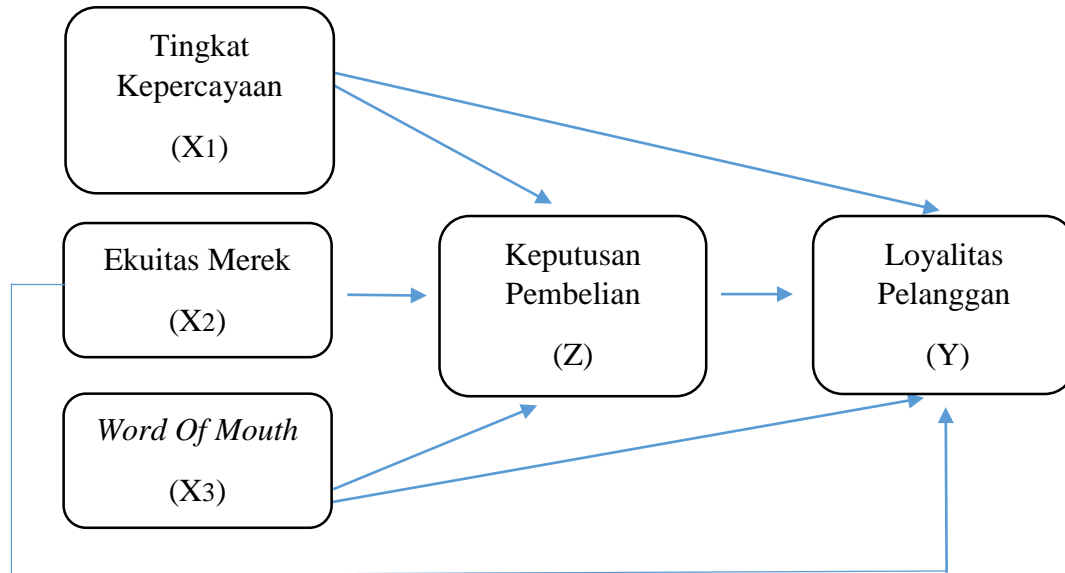 Tingkat
Kepercayaan
(X1)
Ekuitas Merek
(X2)
Word Of Mouth
(X3)
Keputusan
Pembelian
(Z)
Loyalitas
Pelanggan
(Y)